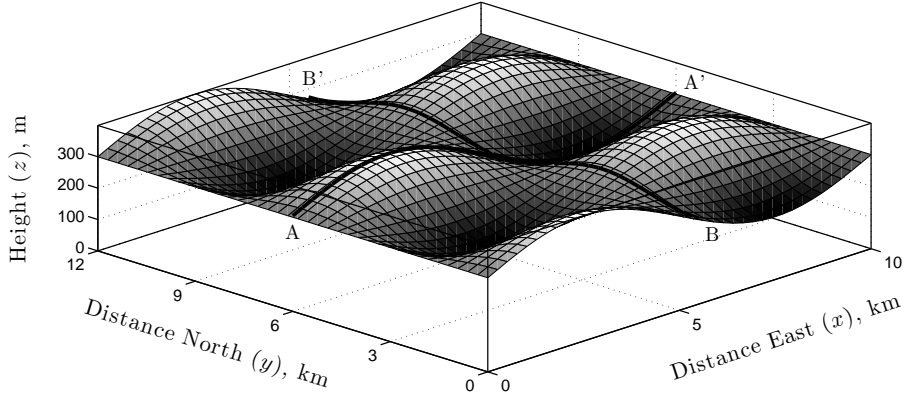 B'
A'
Height (z), m
300
200
100
0
A
B
12
9
6
3
0
0
5
10
Distance North (y), km
Distance East (x), km